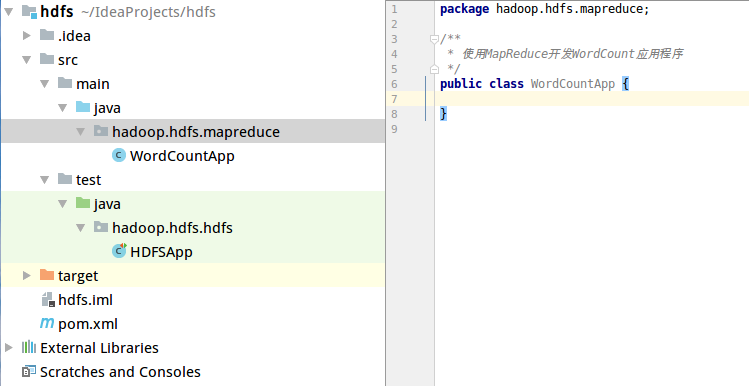 hdfs ~/IdeaProjects/hdfs
.idea
src
main
java
hadoop.hdfs.mapreduce
WordCountApp
test
java
hadoop.hdfs.hdfs
HDFSApp
target
hdfs.iml
pom.xml
External Libraries
Scratches and Consoles
1 package hadoop.hdfs.mapreduce;
2
3 /**
4 * 使用MapReduce开发WordCount应用程序
5 */
6 public class WordCountApp {
7
8 }
9